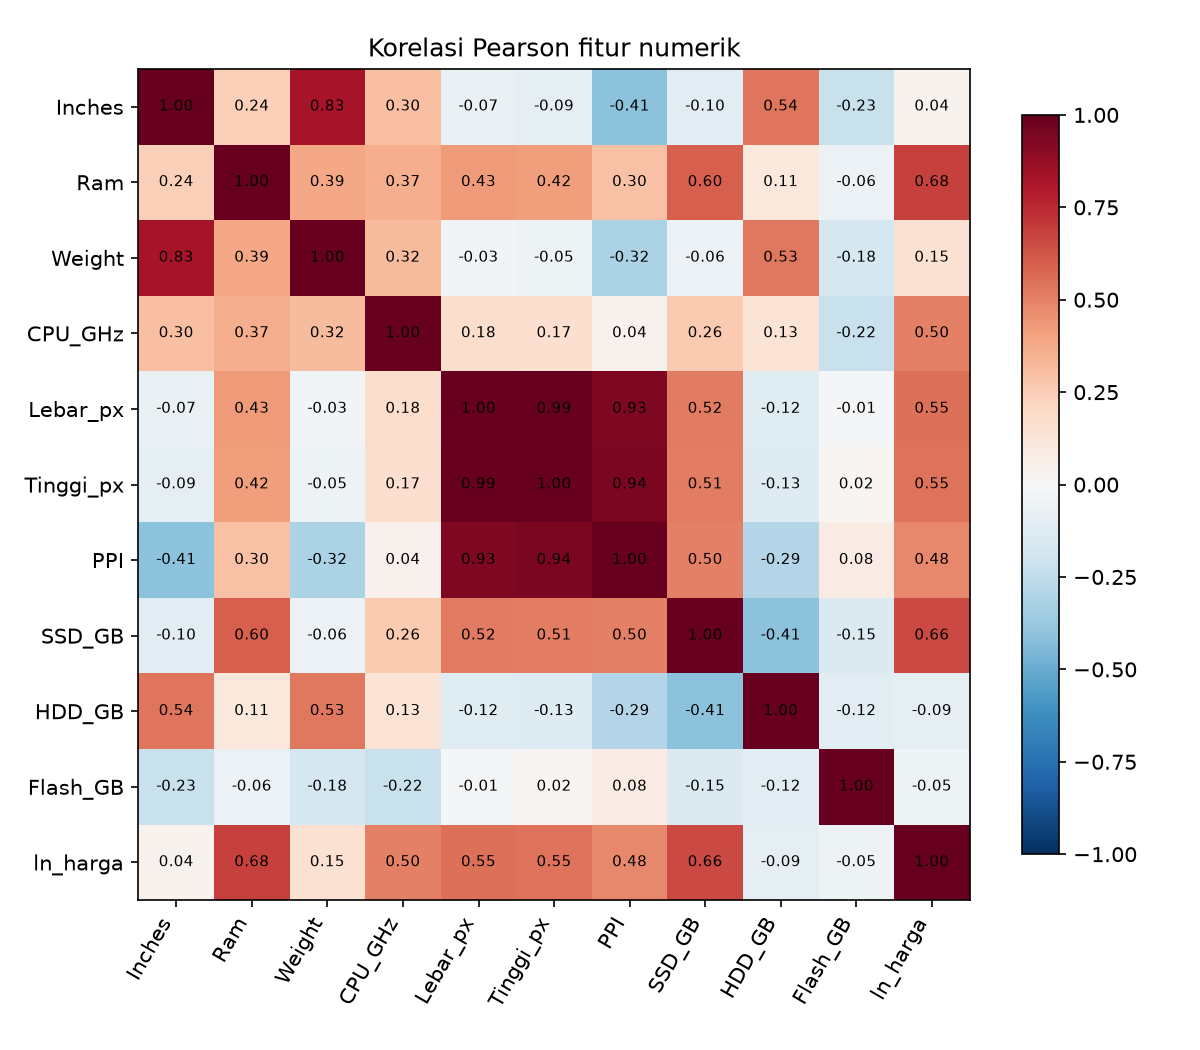 Korelasi Pearson fitur numerik
Inches 1.00 0.24 0.83 0.30 -0.07 -0.09 -0.41 -0.10 0.54 -0.23 0.04
Ram 0.24 1.00 0.39 0.37 0.43 0.42 0.30 0.60 0.11 -0.06 0.68
Weight 0.83 0.39 1.00 0.32 -0.03 -0.05 -0.32 -0.06 0.53 -0.18 0.15
CPU_GHz 0.30 0.37 0.32 1.00 0.18 0.17 0.04 0.26 0.13 -0.22 0.50
Lebar_px -0.07 0.43 -0.03 0.18 1.00 0.99 0.93 0.52 -0.12 -0.01 0.55
Tinggi_px -0.09 0.42 -0.05 0.17 0.99 1.00 0.94 0.51 -0.13 0.02 0.55
PPI -0.41 0.30 -0.32 0.04 0.93 0.94 1.00 0.50 -0.29 0.08 0.48
SSD_GB -0.10 0.60 -0.06 0.26 0.52 0.51 0.50 1.00 -0.41 -0.15 0.66
HDD_GB 0.54 0.11 0.53 0.13 -0.12 -0.13 -0.29 -0.41 1.00 -0.12 -0.09
Flash_GB -0.23 -0.06 -0.18 -0.22 -0.01 0.02 0.08 -0.15 -0.12 1.00 -0.05
ln_harga 0.04 0.68 0.15 0.50 0.55 0.55 0.48 0.66 -0.09 -0.05 1.00
Inches Ram Weight CPU_GHz Lebar_px Tinggi_px PPI SSD_GB HDD_GB Flash_GB ln_harga
1.00
0.75
0.50
0.25
0.00
−0.25
−0.50
−0.75
−1.00